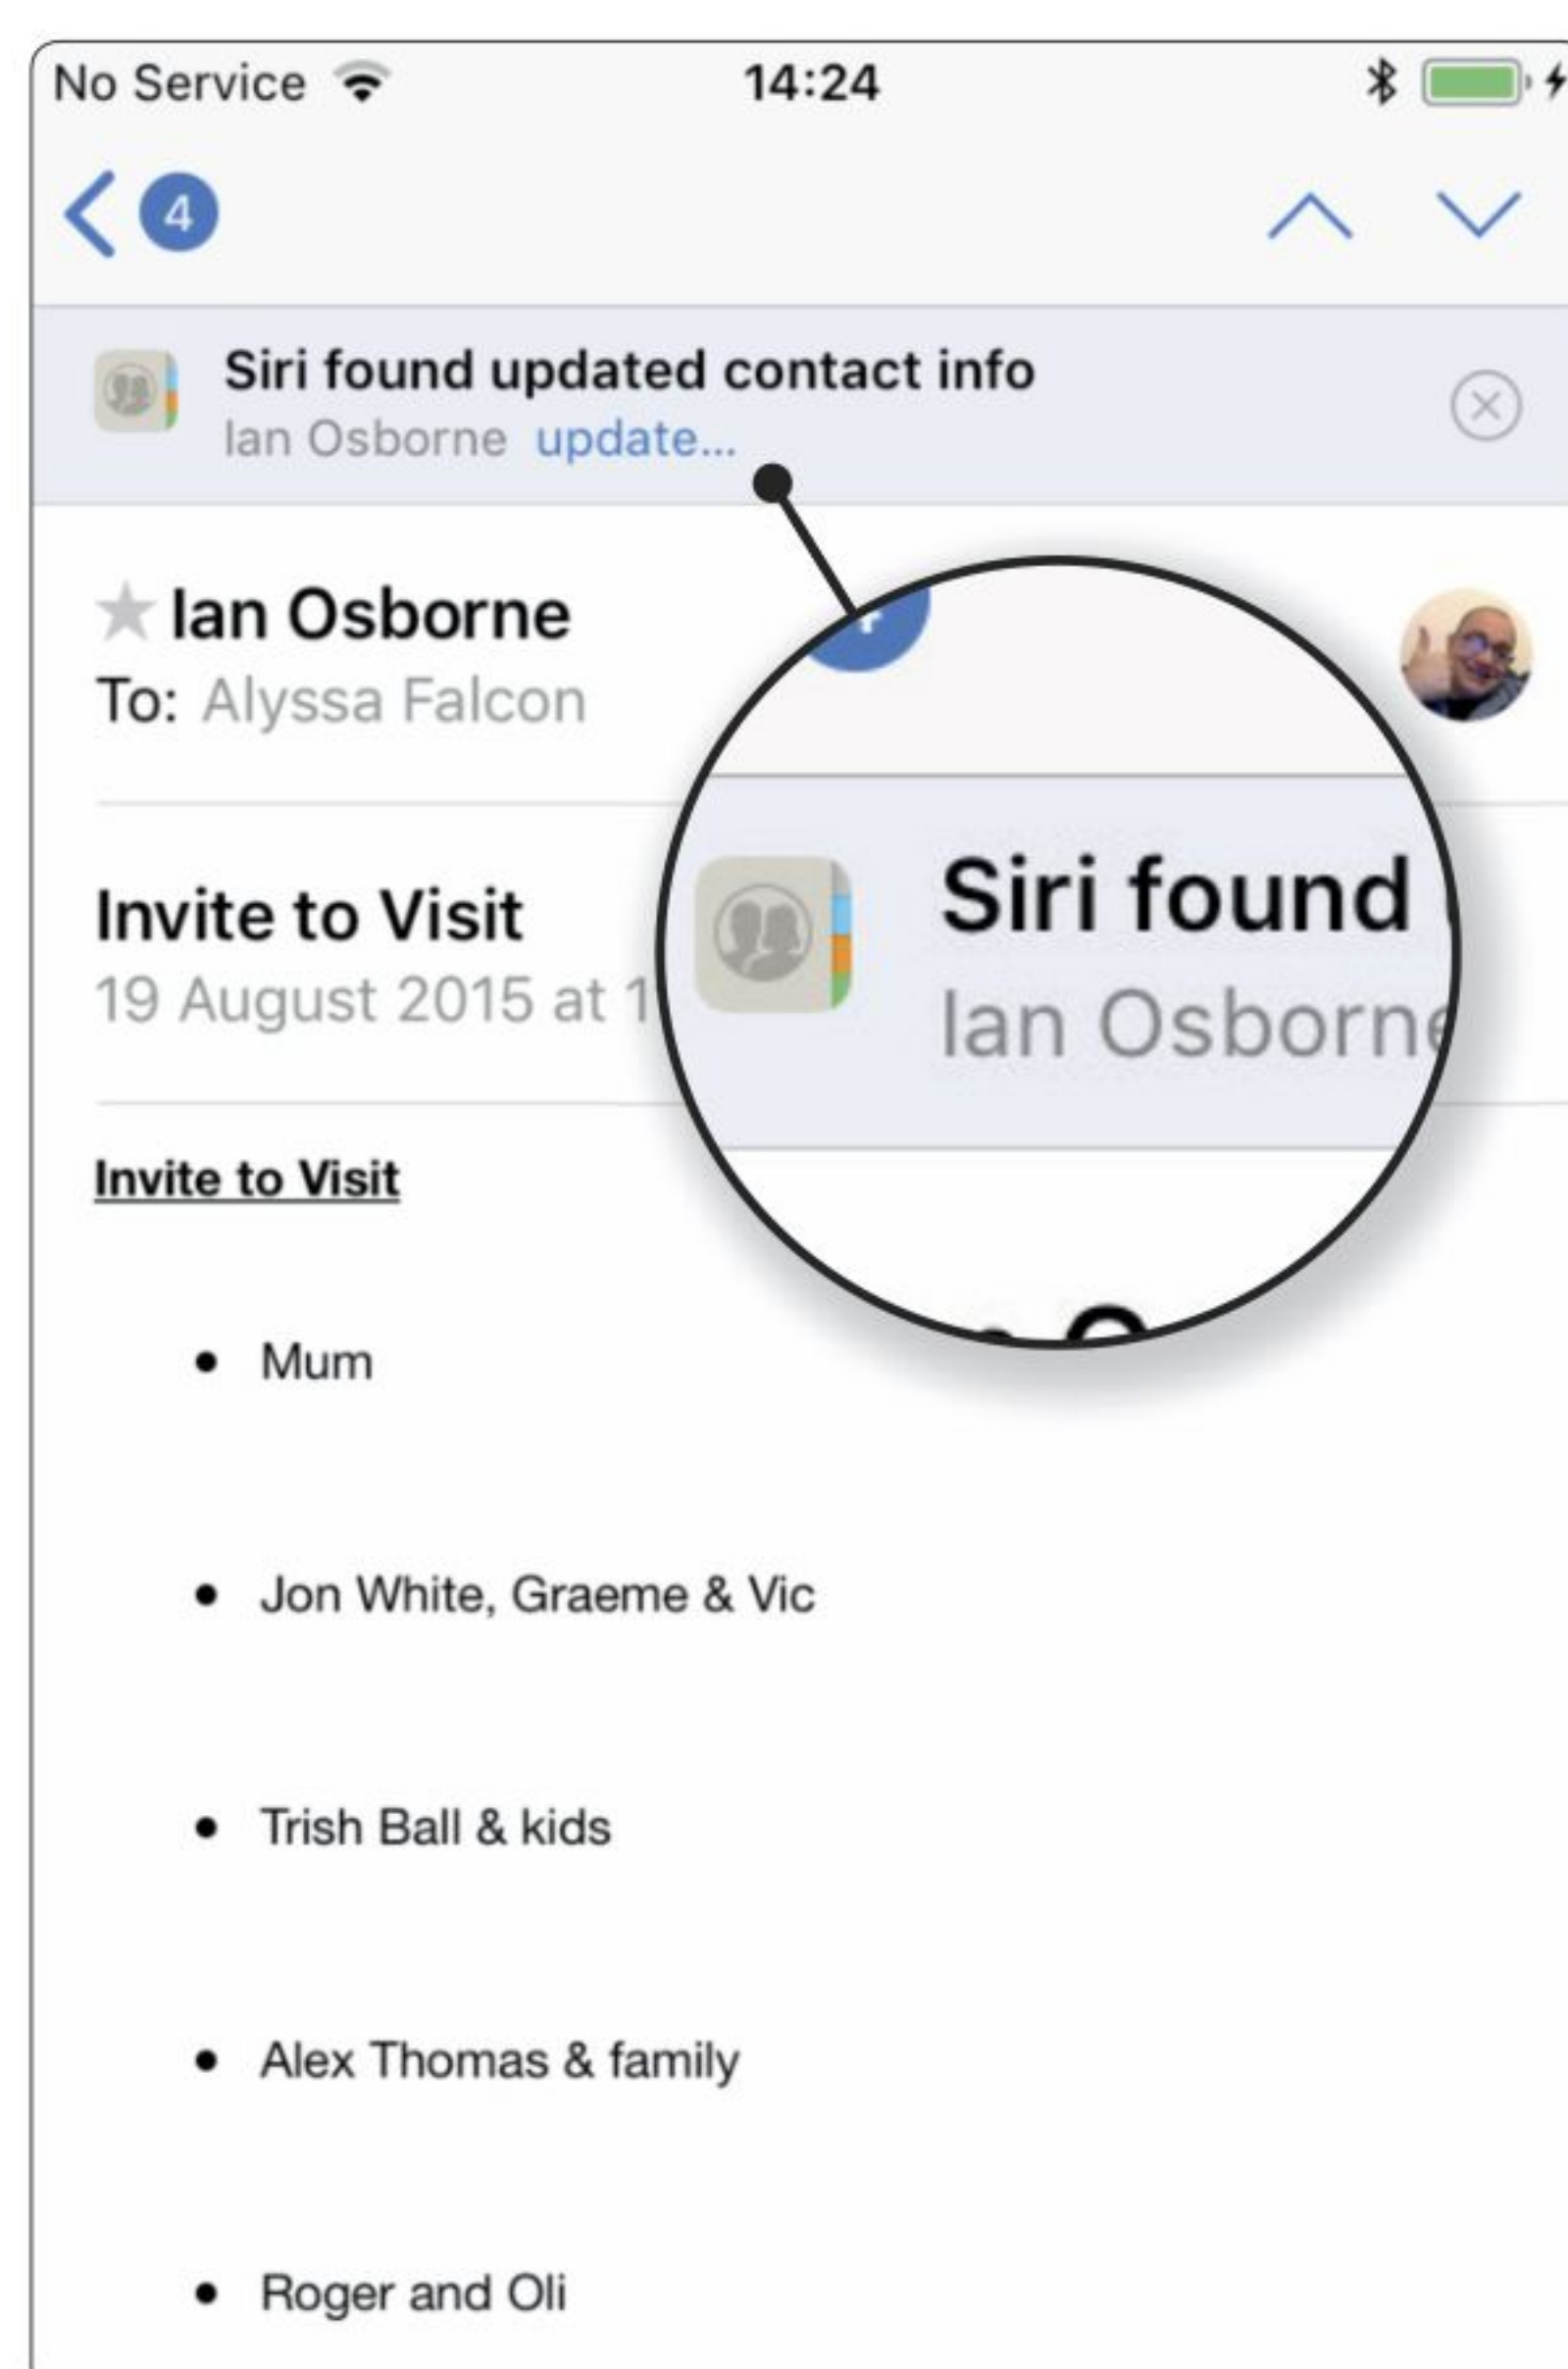 No Service 14:24
4
Siri found updated contact info
Ian Osborne update...
Ian Osborne
To: Alyssa Falcon
Invite to Visit
19 August 2015 at 1
Siri found
Ian Osborne
Invite to Visit
• Mum
• Jon White, Graeme & Vic
• Trish Ball & kids
• Alex Thomas & family
• Roger and Oli